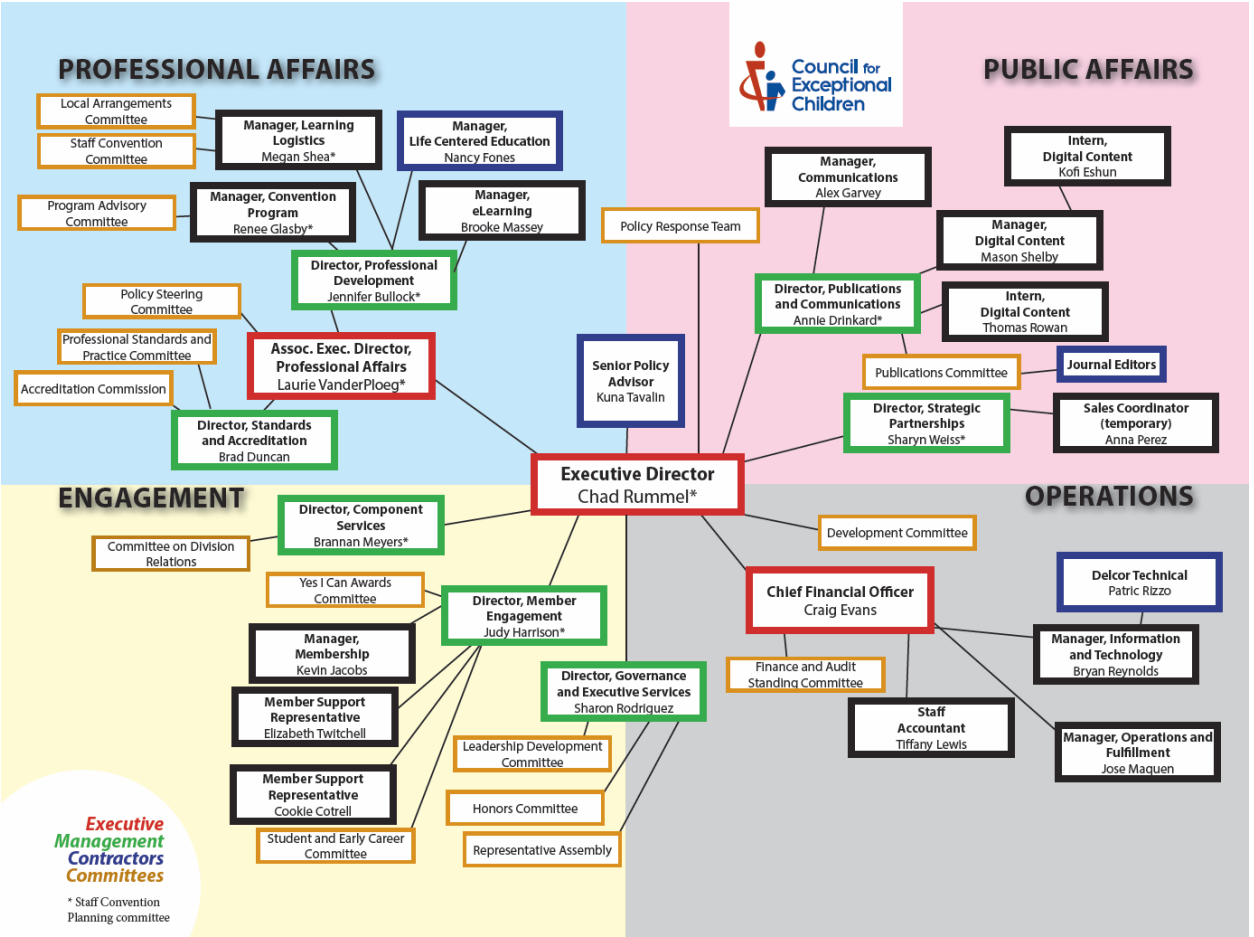 PROFESSIONAL AFFAIRS
Local Arrangements
Committee
Staff Convention
Committee
Manager, Learning
Logistics
Megan Shea*
Manager,
Life Centered Education
Nancy Fones
Program Advisory
Committee
Manager, Convention
Program
Renee Glasby*
Manager,
eLearning
Brooke Massey
Director, Professional
Development
Jennifer Bullock*
Policy Steering
Committee
Professional Standards and
Practice Committee
Accreditation Commission
Assoc. Exec. Director,
Professional Affairs
Laurie VanderPloeg*
Director, Standards
and Accreditation
Brad Duncan
Council for
Exceptional
Children
PUBLIC AFFAIRS
Manager,
Communications
Alex Garvey
Intern,
Digital Content
Kofi Eshun
Policy Response Team
Manager,
Digital Content
Mason Shelby
Director, Publications
and Communications
Annie Drinkard*
Intern,
Digital Content
Thomas Rowan
Senior Policy
Advisor
Kuna Tavalin
Publications Committee
Journal Editors
Director, Strategic
Partnerships
Sharyn Weiss*
Sales Coordinator
(temporary)
Anna Perez
Executive Director
Chad Rummel*
ENGAGEMENT
Director, Component
Services
Brannan Meyers*
Committee on Division
Relations
Yes I Can Awards
Committee
Director, Member
Engagement
Judy Harrison*
Manager,
Membership
Kevin Jacobs
Member Support
Representative
Elizabeth Twitchell
Member Support
Representative
Cookie Cotrell
Student and Early Career
Committee
Director, Governance
and Executive Services
Sharon Rodriguez
Leadership Development
Committee
Honors Committee
Representative Assembly
OPERATIONS
Development Committee
Chief Financial Officer
Craig Evans
Delcor Technical
Patric Rizzo
Finance and Audit
Standing Committee
Manager, Information
and Technology
Bryan Reynolds
Staff
Accountant
Tiffany Lewis
Manager, Operations and
Fulfillment
Jose Maquen
Executive
Management
Contractors
Committees
* Staff Convention
Planning committee